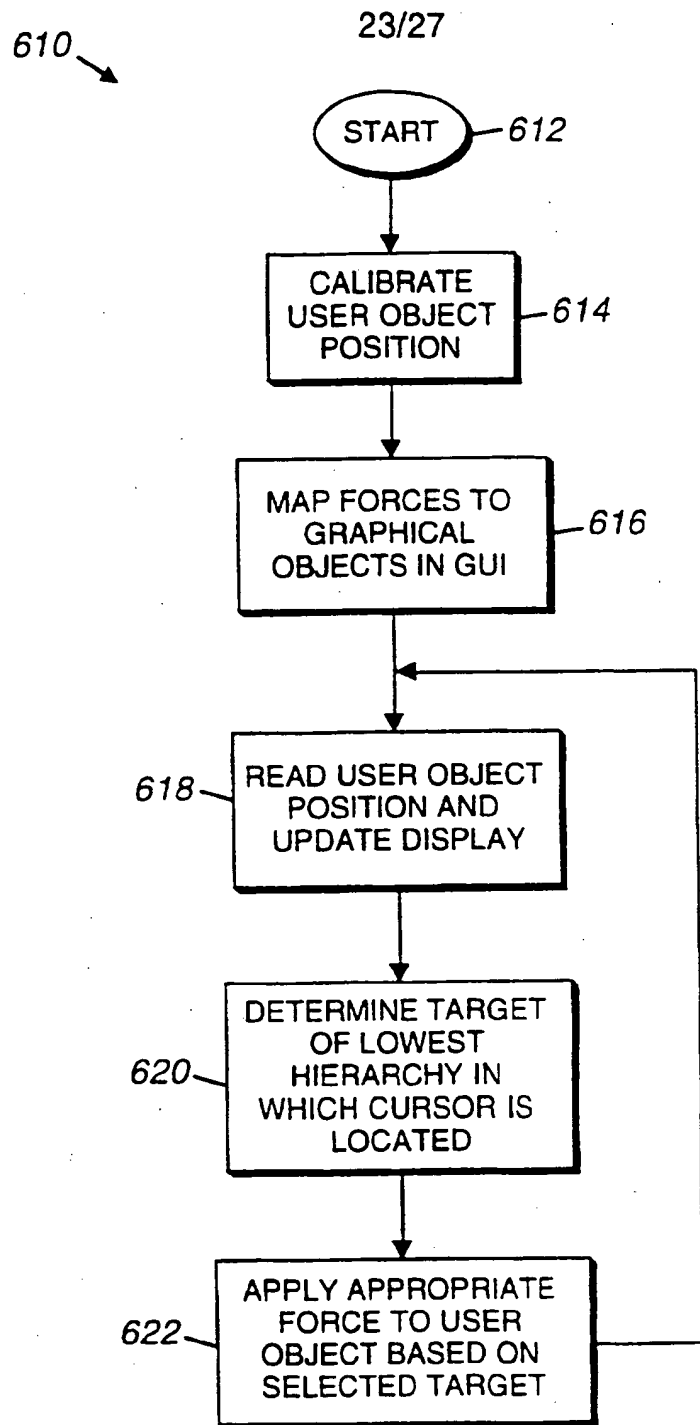 23/27
610
START
612
CALIBRATE
USER OBJECT
POSITION
614
MAP FORCES TO
GRAPHICAL
OBJECTS IN GUI
616
618
READ USER OBJECT
POSITION AND
UPDATE DISPLAY
620
DETERMINE TARGET
OF LOWEST
HIERARCHY IN
WHICH CURSOR IS
LOCATED
622
APPLY APPROPRIATE
FORCE TO USER
OBJECT BASED ON
SELECTED TARGET